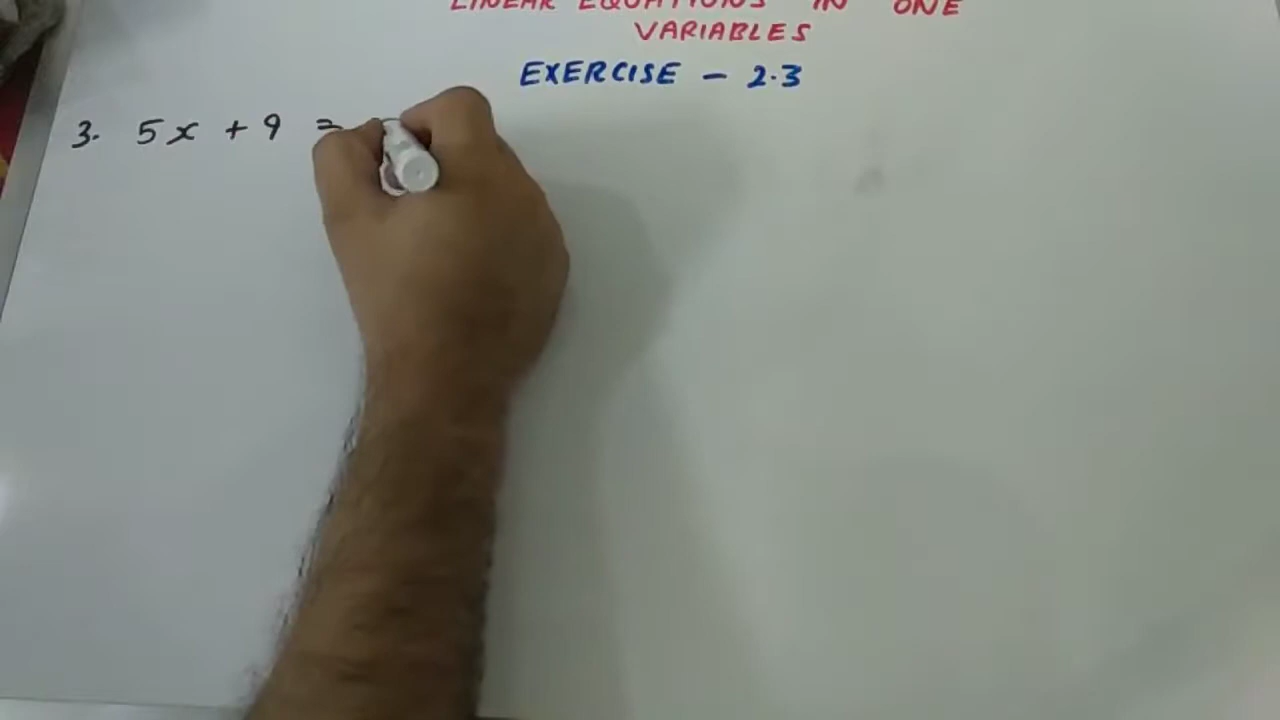 LINEAR EQUATIONS IN ONE
VARIABLES
EXERCISE - 2.3
3. 5x + 9 =